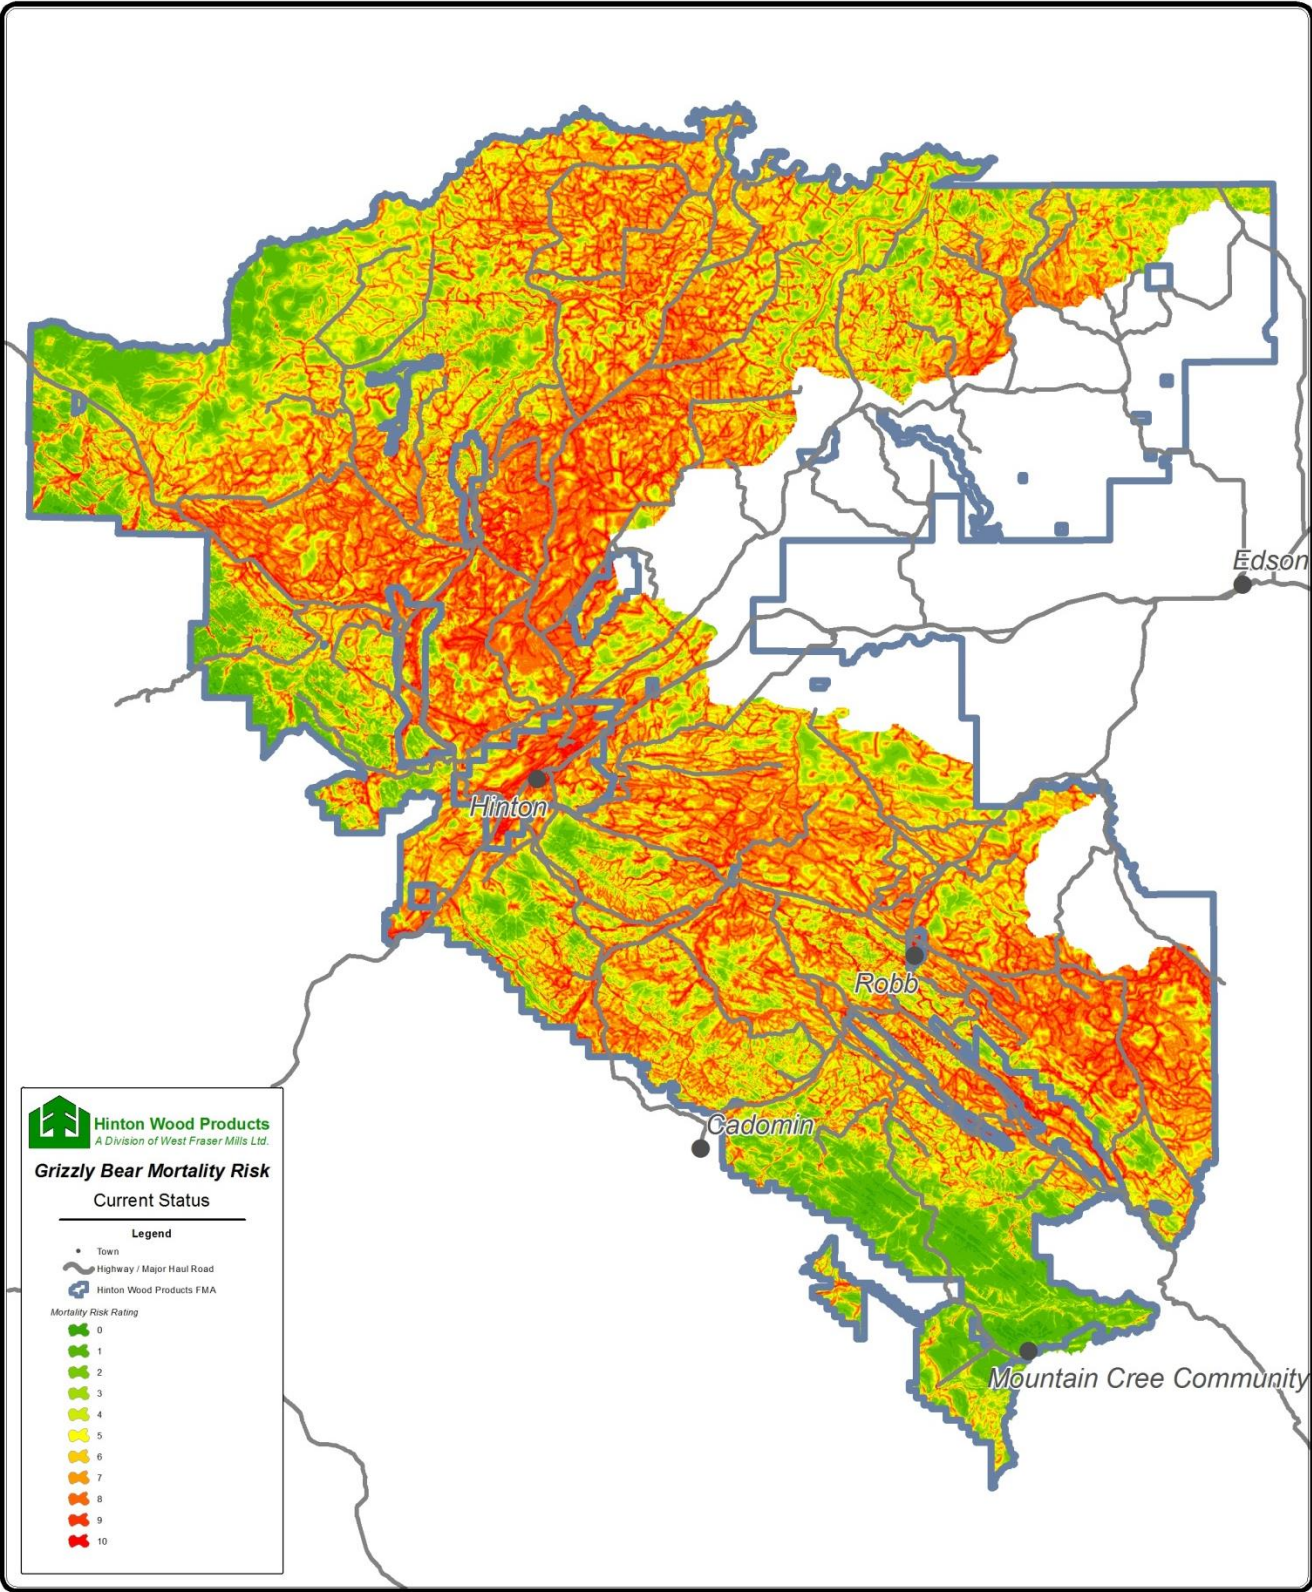 Edson
Hinton
Robb
Cadomin
Mountain Cree Community
Hinton Wood Products
A Division of West Fraser Mills Ltd.
Grizzly Bear Mortality Risk
Current Status
Legend
Town
Highway / Major Haul Road
Hinton Wood Products FMA
Mortality Risk Rating
0
1
2
3
4
5
6
7
8
9
10